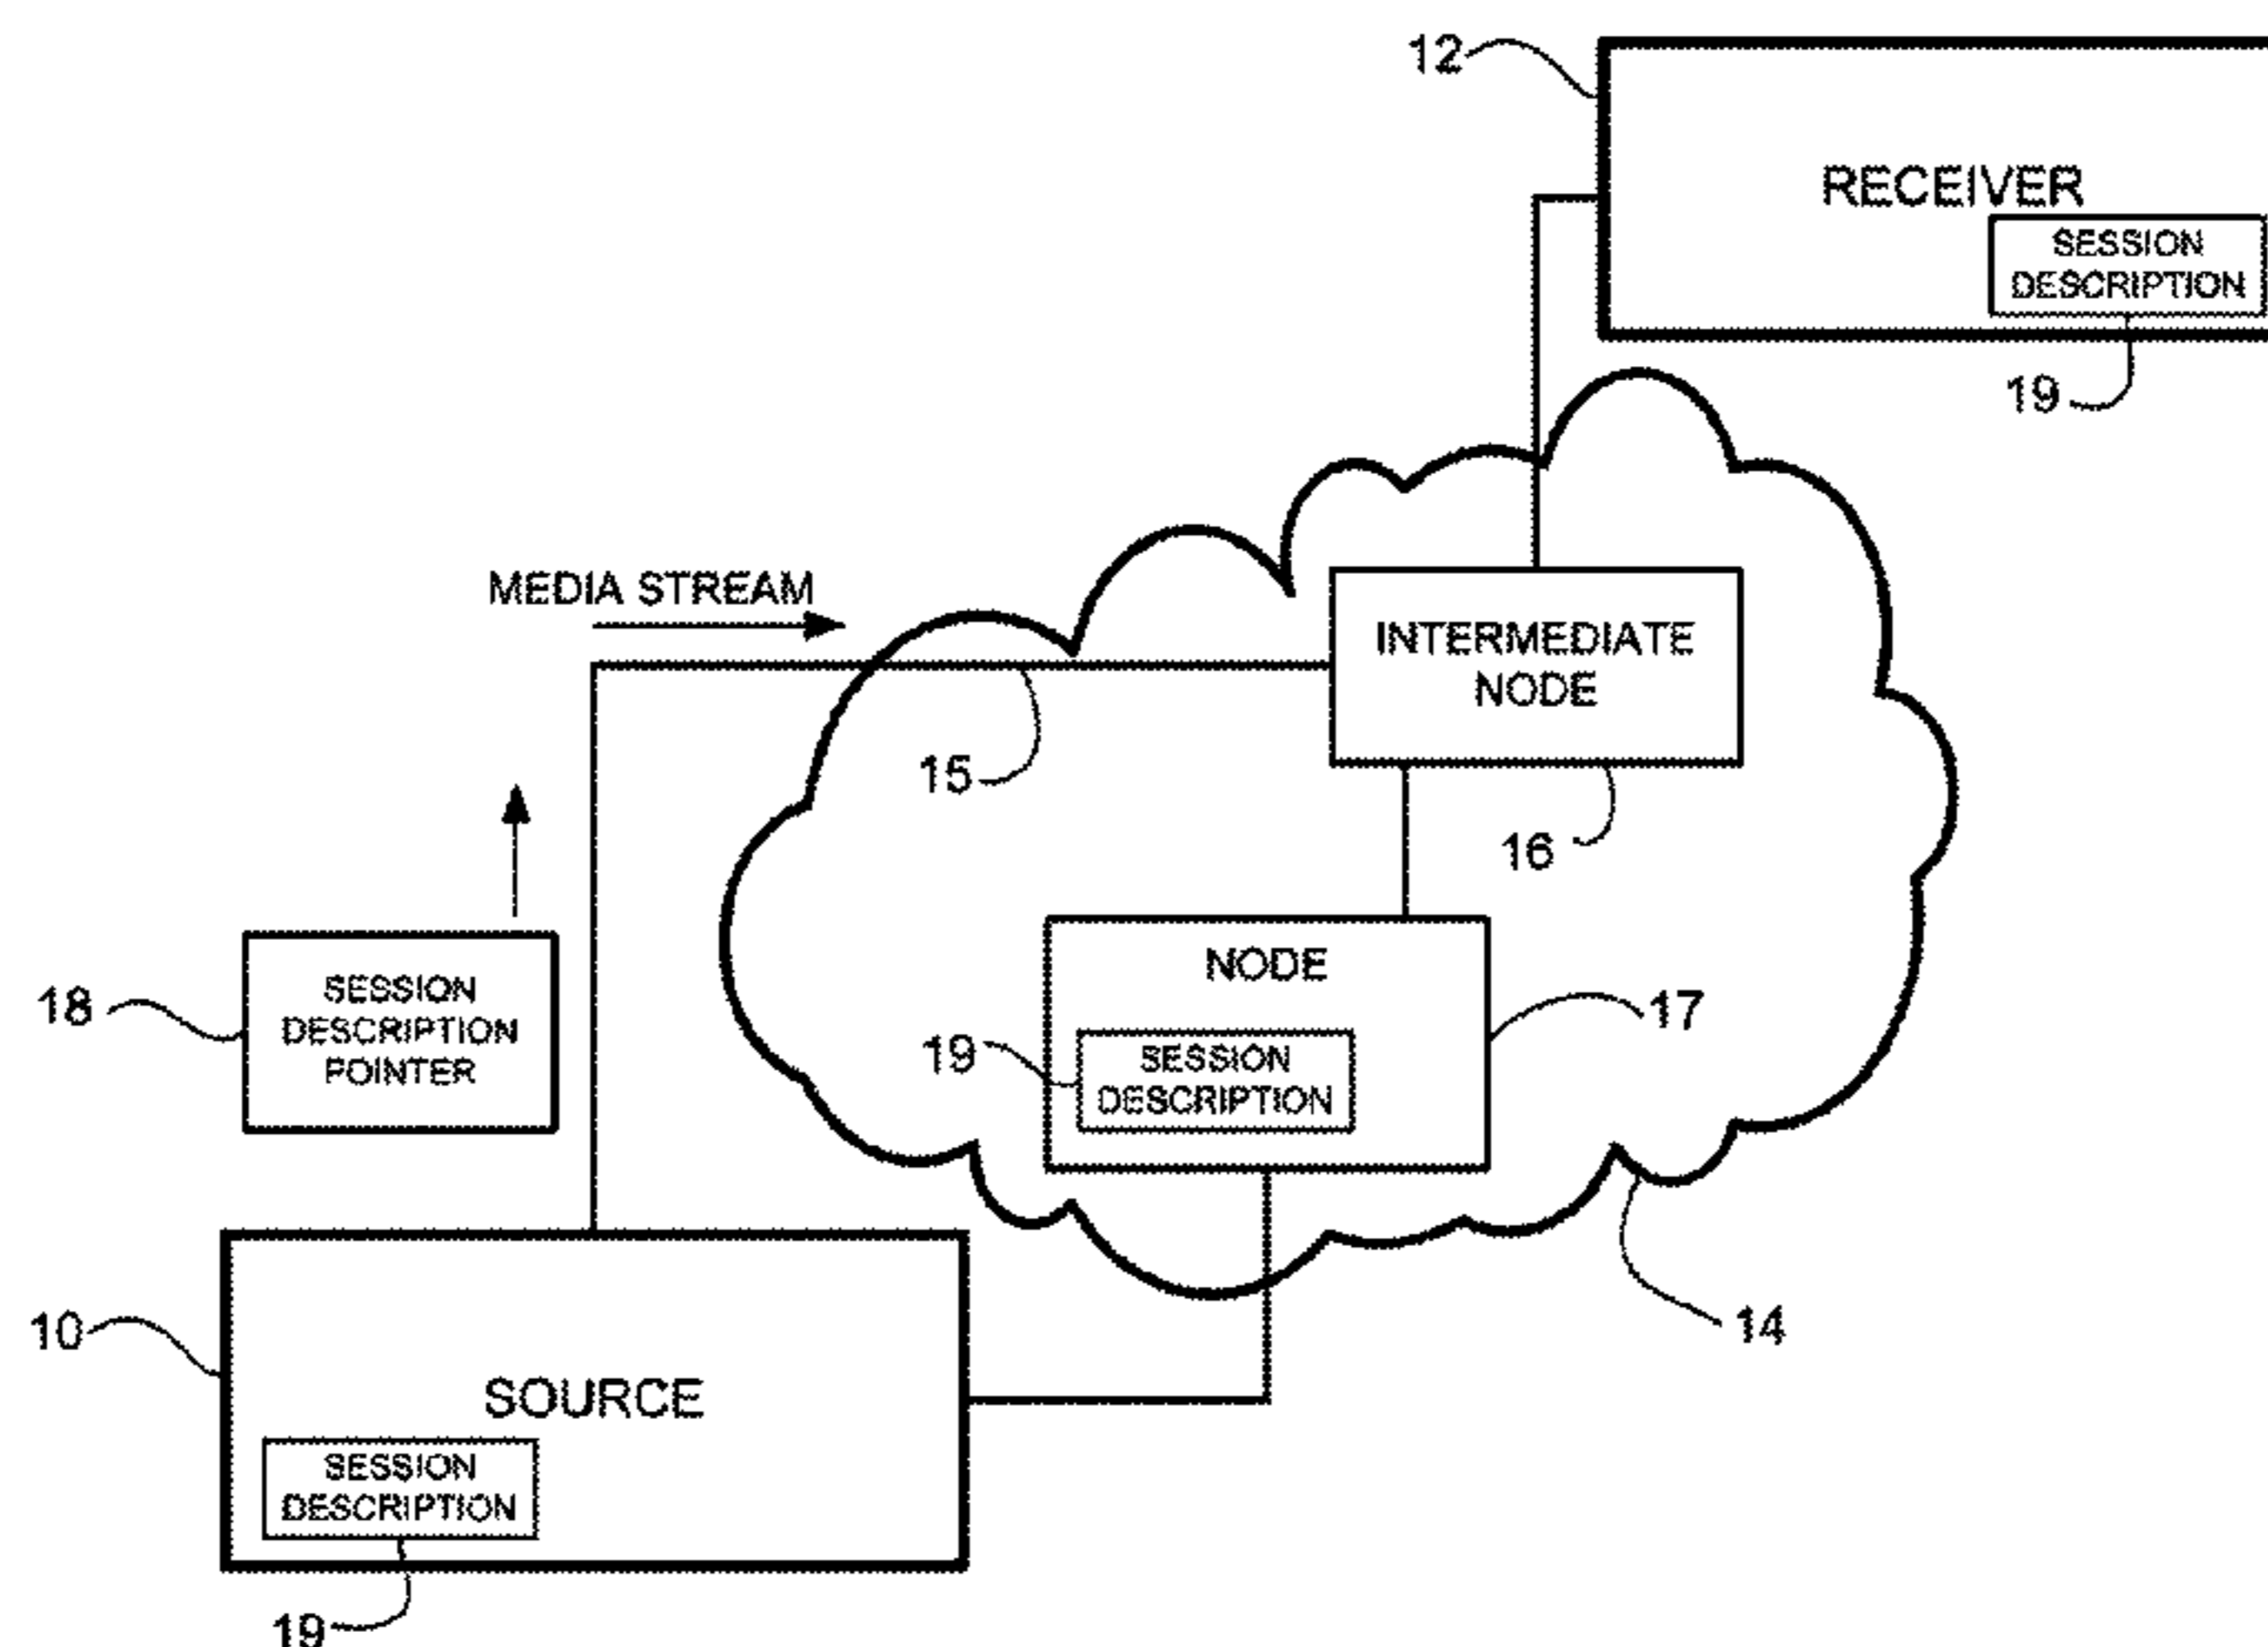 12
RECEIVER
SESSION
DESCRIPTION
19
MEDIA STREAM
INTERMEDIATE
NODE
15
16
18
SESSION
DESCRIPTION
POINTER
NODE
17
19
SESSION
DESCRIPTION
10
SOURCE
14
SESSION
DESCRIPTION
19